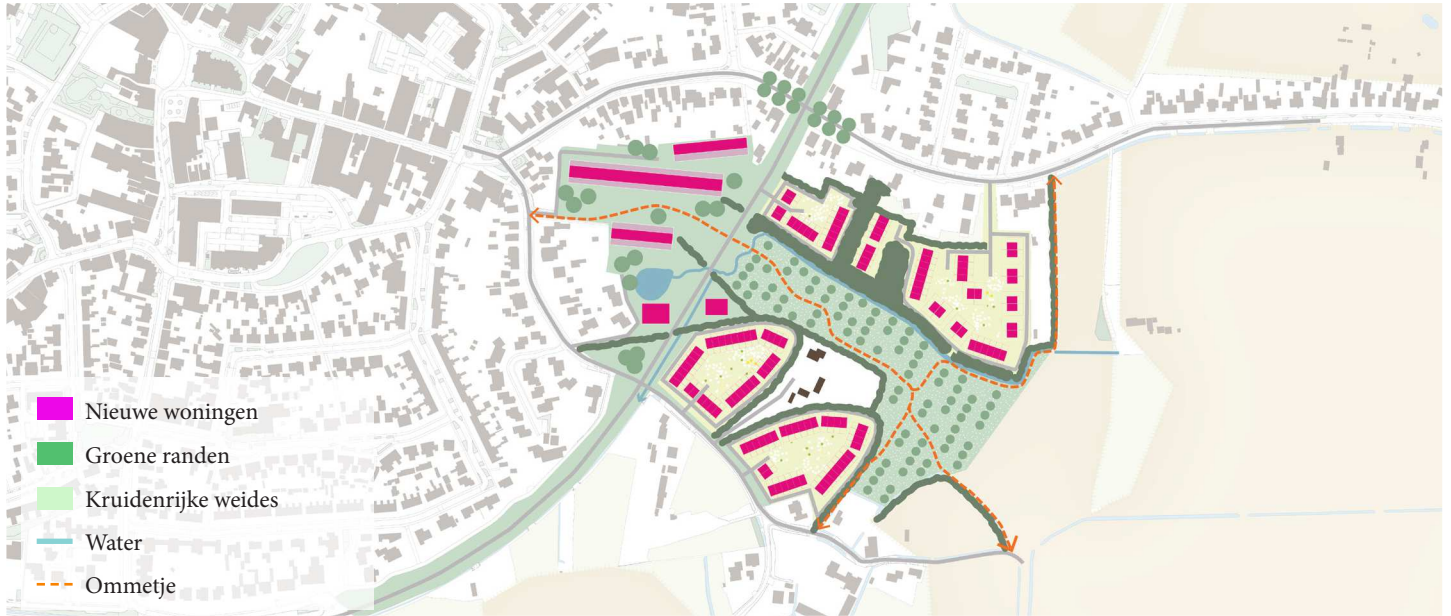 Nieuwe woningen
Groene randen
Kruidenrijke weides
Water
Ommetje